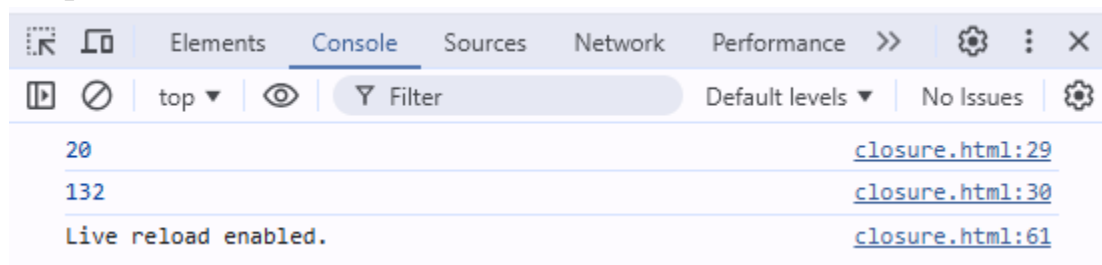 Elements Console Sources Network Performance
top Filter Default levels No Issues
20 closure.html:29
132 closure.html:30
Live reload enabled. closure.html:61